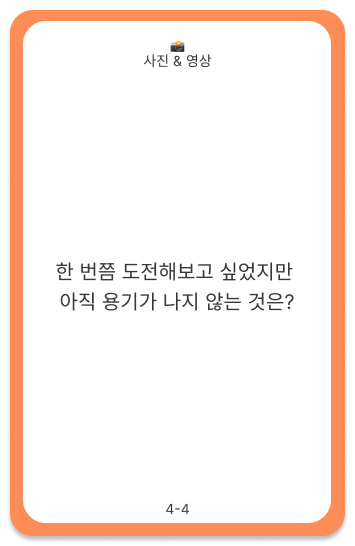 📸
사진 & 영상
한 번쯤 도전해보고 싶었지만
아직 용기가 나지 않는 것은?
4-4